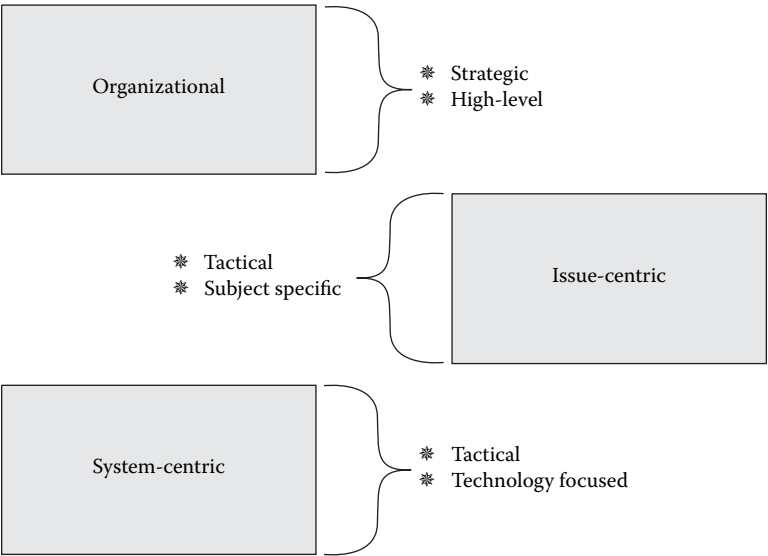 Organizational
✵ Strategic
✵ High-level
✵ Tactical
✵ Subject specific
Issue-centric
System-centric
✵ Tactical
✵ Technology focused